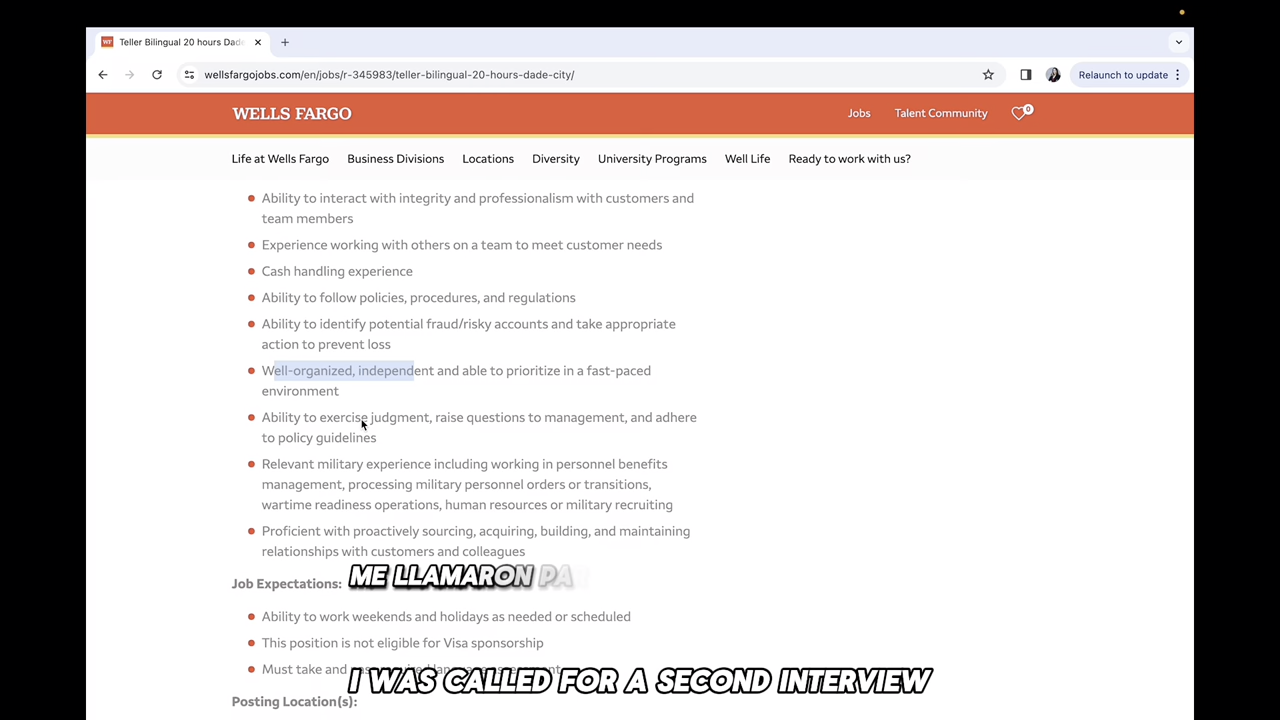 Teller Bilingual 20 hours Dade
wellsfargojobs.com/en/jobs/r-345983/teller-bilingual-20-hours-dade-city/
Relaunch to update
WELLS FARGO
Jobs
Talent Community
0
Life at Wells Fargo
Business Divisions
Locations
Diversity
University Programs
Well Life
Ready to work with us?
Ability to interact with integrity and professionalism with customers and
team members
Experience working with others on a team to meet customer needs
Cash handling experience
Ability to follow policies, procedures, and regulations
Ability to identify potential fraud/risky accounts and take appropriate
action to prevent loss
Well-organized, independent and able to prioritize in a fast-paced
environment
Ability to exercise judgment, raise questions to management, and adhere
to policy guidelines
Relevant military experience including working in personnel benefits
management, processing military personnel orders or transitions,
wartime readiness operations, human resources or military recruiting
Proficient with proactively sourcing, acquiring, building, and maintaining
relationships with customers and colleagues
ME LLAMARON PA
Job Expectations:
Ability to work weekends and holidays as needed or scheduled
This position is not eligible for Visa sponsorship
Must take and
I WAS CALLED FOR A SECOND INTERVIEW
Posting Location(s):